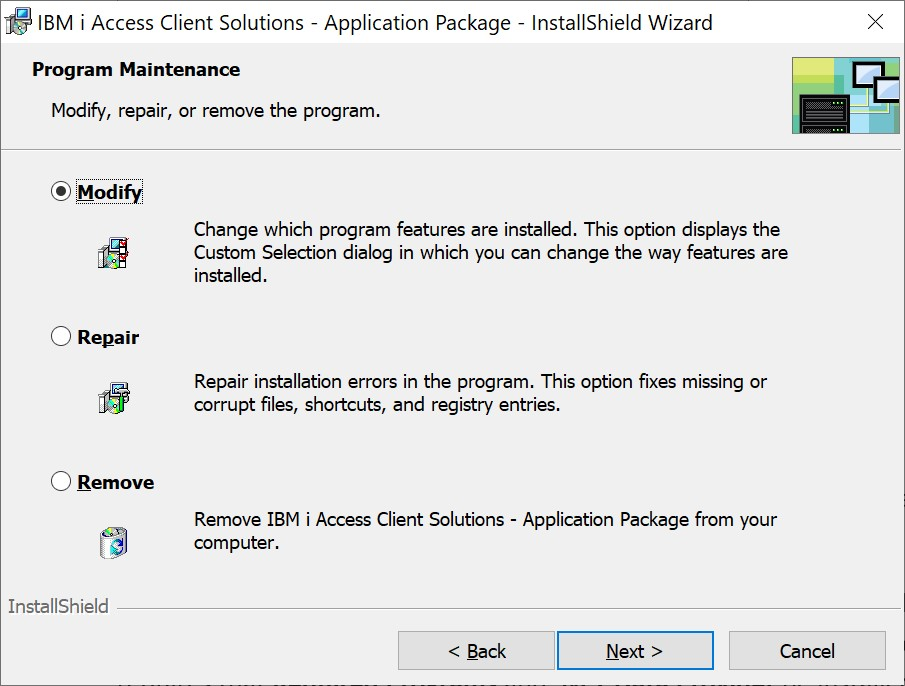 IBM i Access Client Solutions - Application Package - InstallShield Wizard
Program Maintenance
Modify, repair, or remove the program.
Modify
Change which program features are installed. This option displays the
Custom Selection dialog in which you can change the way features are
installed.
Repair
Repair installation errors in the program. This option fixes missing or
corrupt files, shortcuts, and registry entries.
Remove
Remove IBM i Access Client Solutions - Application Package from your
computer.
InstallShield
< Back
Next >
Cancel